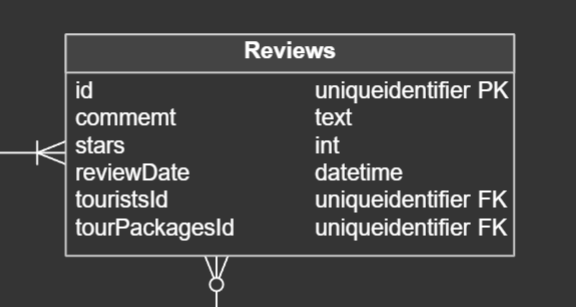 Reviews
id uniqueidentifier PK
commemt text
stars int
reviewDate datetime
touristsId uniqueidentifier FK
tourPackagesId uniqueidentifier FK